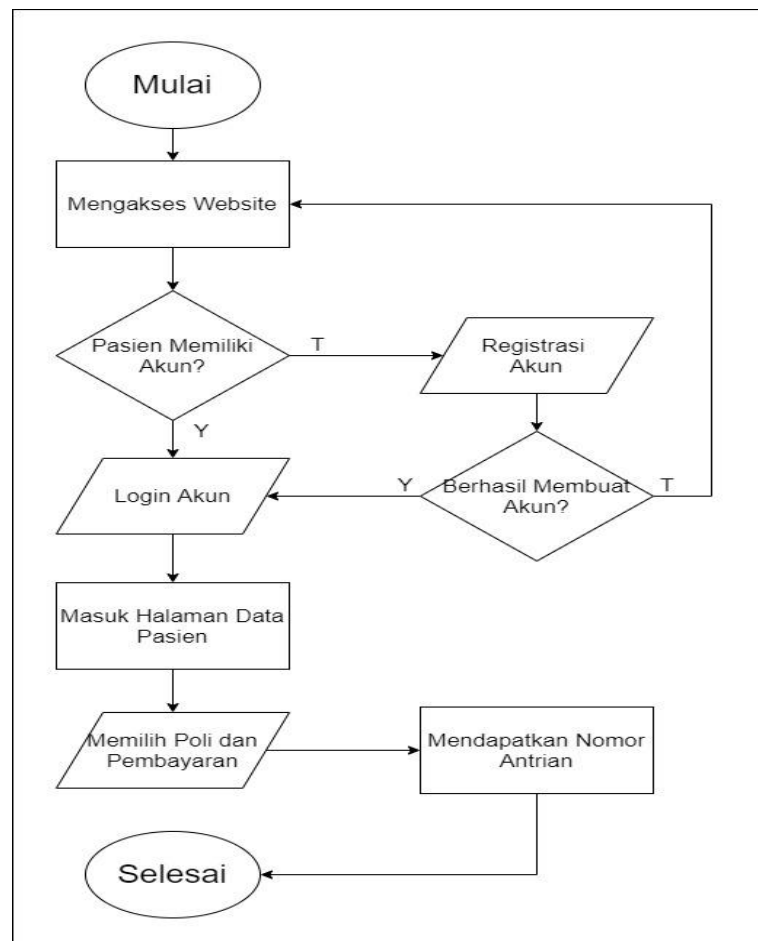 Mulai
Mengakses Website
Pasien Memiliki
Akun?
T
Registrasi
Akun
Y
Login Akun
Y
Berhasil Membuat
Akun?
T
Masuk Halaman Data
Pasien
Memilih Poli dan
Pembayaran
Mendapatkan Nomor
Antrian
Selesai